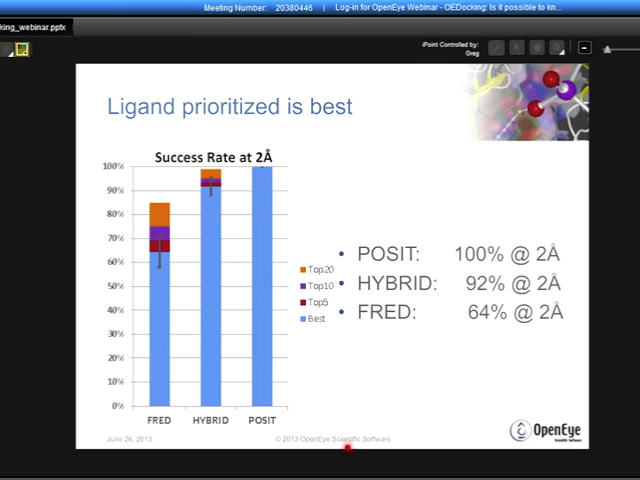 Meeting Number: 20380446 | Log-in for OpenEye Webinar - OEDocking: Is it possible to kn...
king_webinar.pptx
iPoint Controlled by:
Greg
Ligand prioritized is best
Success Rate at 2Å
100%
90%
80%
70%
60%
50%
40%
30%
20%
10%
0%
FRED HYBRID POSIT
Top20
Top10
Top5
Best
• POSIT: 100% @ 2Å
• HYBRID: 92% @ 2Å
• FRED: 64% @ 2Å
June 26, 2013
© 2013 OpenEye Scientific Software
OpenEye
Scientific Software